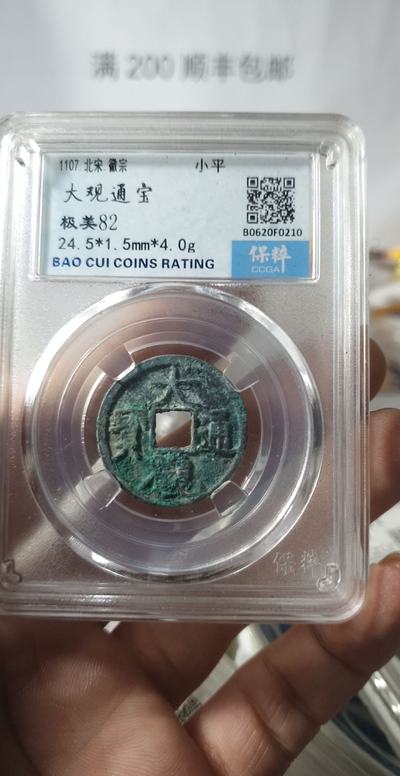 满 200 顺丰包邮
1107.北宋 徽宗 小平
大观通宝
极美82
24.5*1.5mm*4.0g
BAO CUI COINS RATING
B0620F0210
保粹
CCGA
大
通
保粹